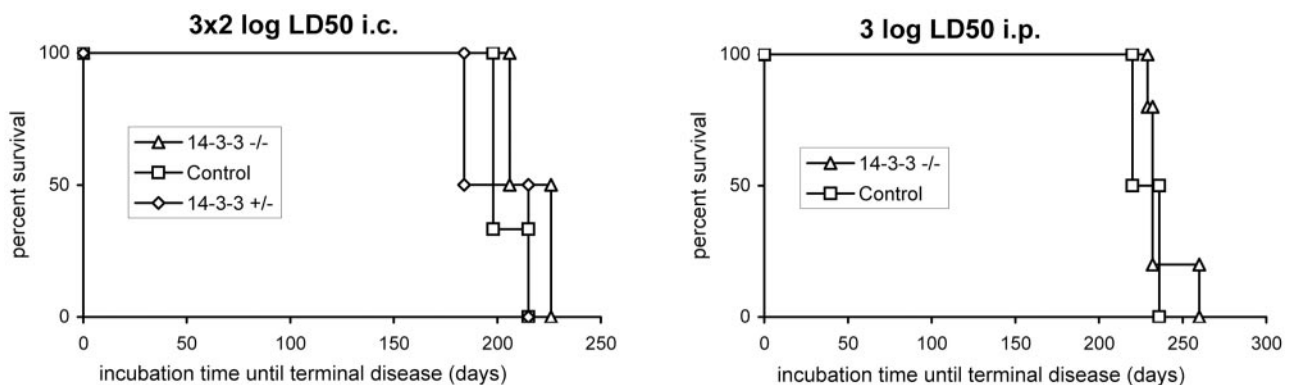 3x2 log LD50 i.c.
percent survival
100
50
0
14-3-3 -/-
Control
14-3-3 +/-
0 50 100 150 200 250
incubation time until terminal disease (days)
3 log LD50 i.p.
percent survival
100
50
0
14-3-3 -/-
Control
0 50 100 150 200 250 300
incubation time until terminal disease (days)